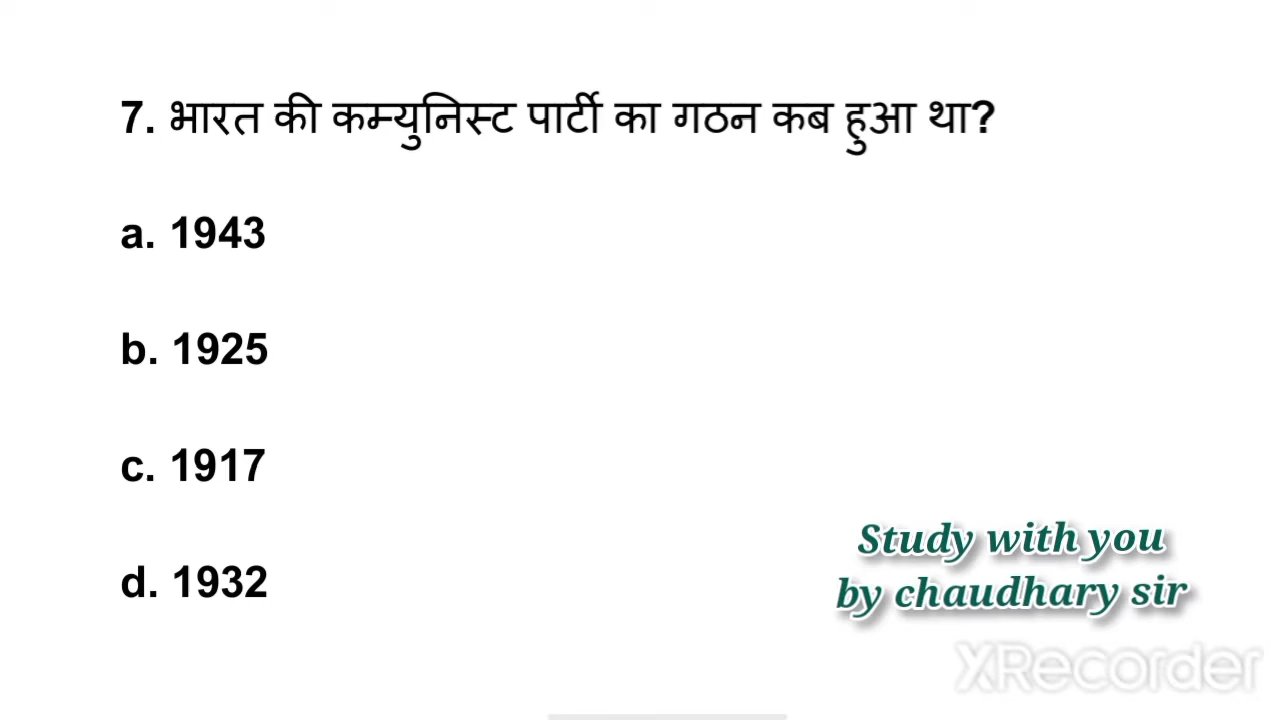 7. भारत की कम्युनिस्ट पार्टी का गठन कब हुआ था?
a. 1943
b. 1925
c. 1917
d. 1932
Study with you
by chaudhary sir
XRecorder